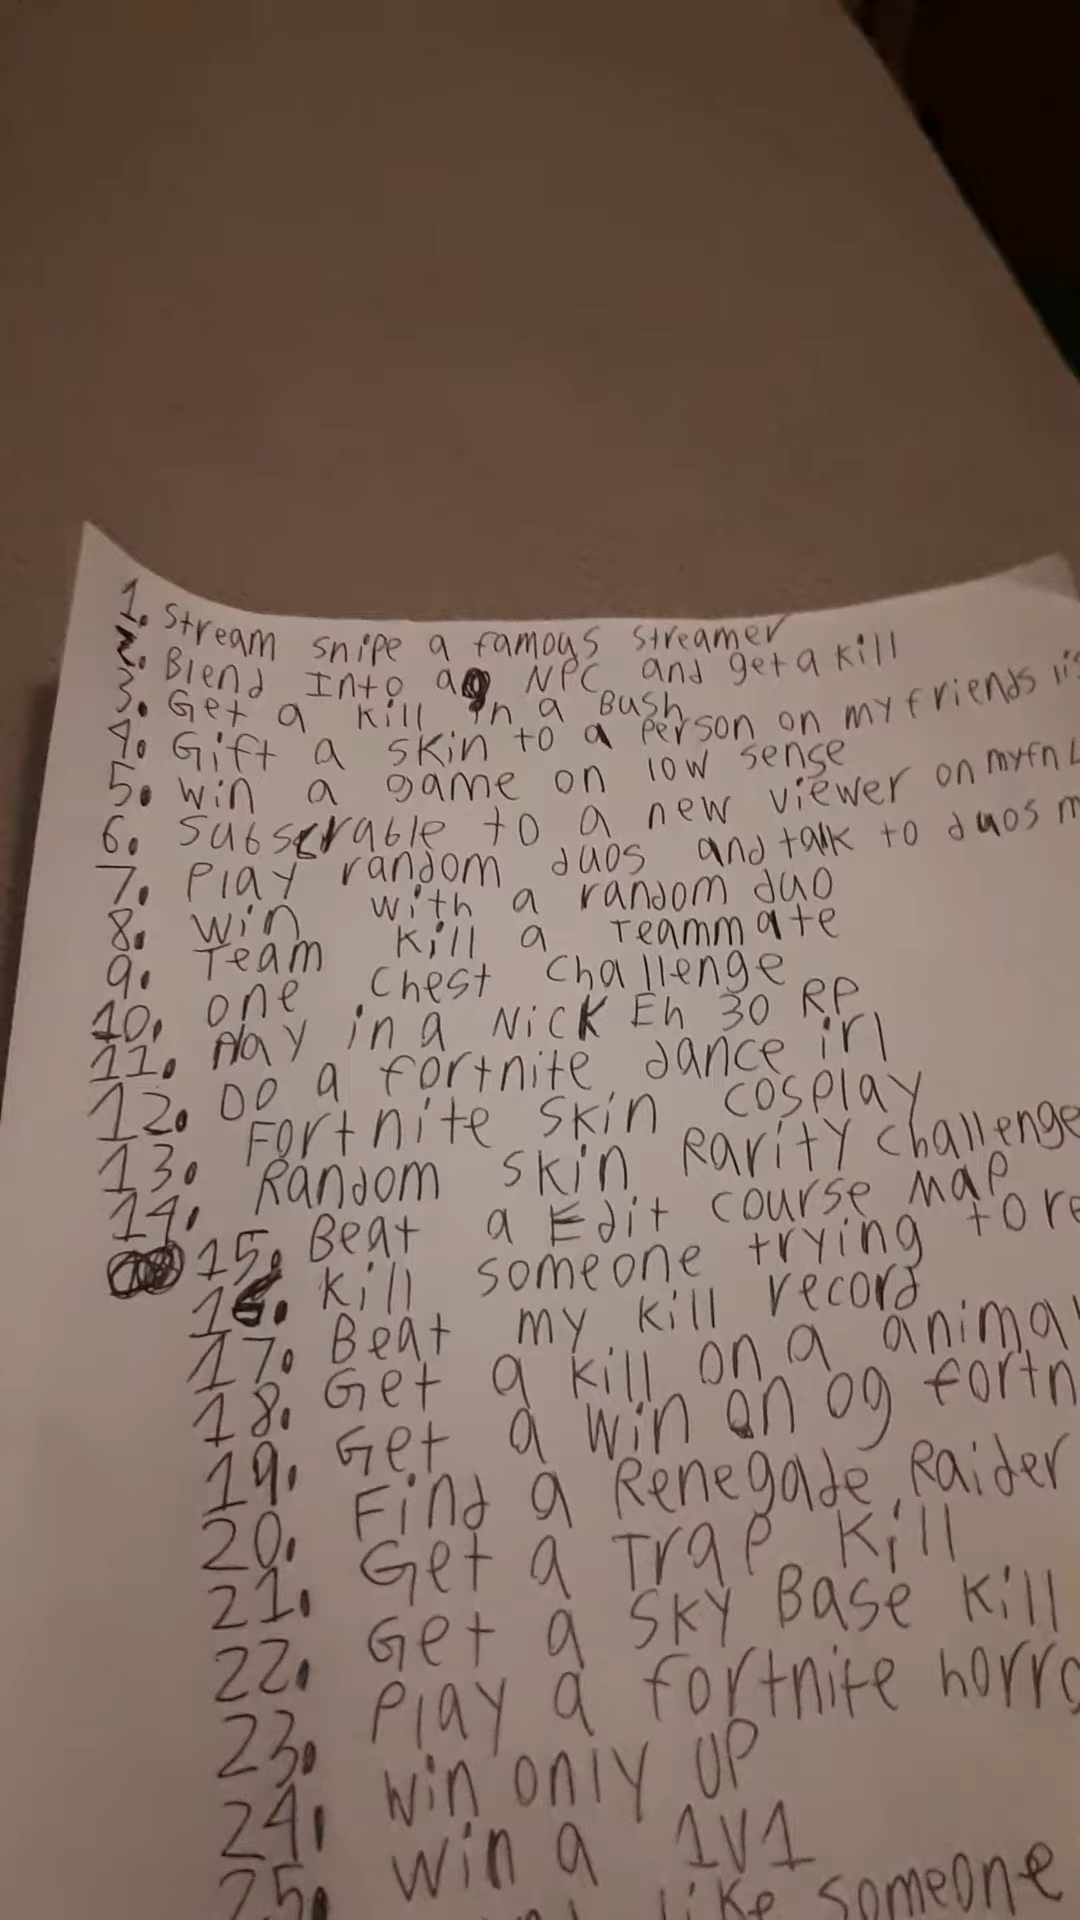 1. Stream snipe a famous streamer
2. Blend Into a NPC and get a kill
3. Get a kill in a Bush
4. Gift a skin to a person on my friends lis
5. win a game on low sense
6. subscrable to a new viewer on my fn L
7. Play random duos and talk to duos m
8. win with a random duo
9. Team kill a Teammate
10. one chest challenge
11. Play in a Nick Eh 30 RP
12. Do a fortnite dance irl
13. Fortnite skin cosplay
14. Random skin Rarity challenge
15. Beat a Edit course map
16. kill someone trying to re
17. Beat my kill record
18. Get a kill on a anima
19. Get a win on og fortn
20. Find a Renegade Raider
21. Get a Trap kill
22. Get a Sky Base kill
23. Play a fortnite horro
24. win only up
25. win a 1v1
like someone